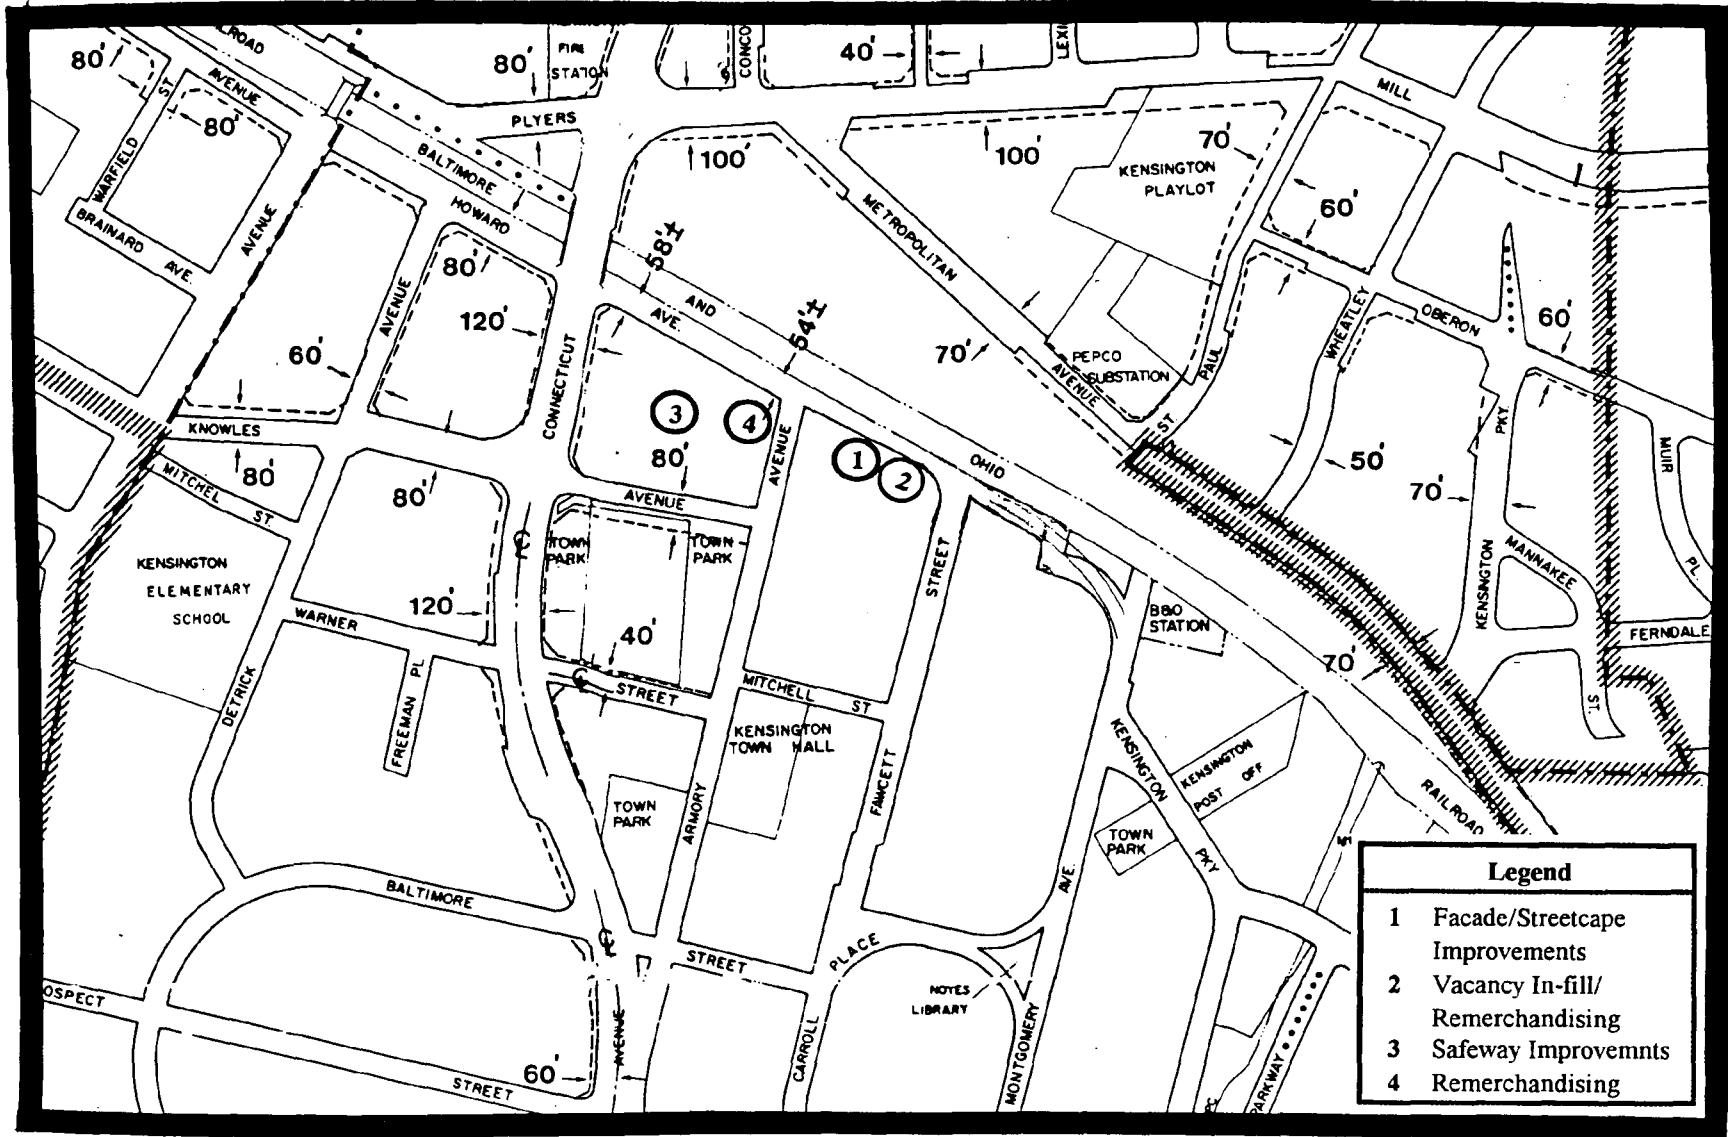 80'
ST
AVENUE
80'
WARFIELD
BRAINARD
AVE.
AVENUE
80'
FIRE
STATION
PLYERS
CONCO
40'
LEXI
MILL
BALTIMORE
HOWARD
100'
100'
70'
KENSINGTON
PLAYLOT
60'
METROPOLITAN
58'±
AND
AVE.
54'±
80'
120'
AVENUE
60'
CONNECTICUT
70'
PEPCO
SUBSTATION
AVENUE
PAUL
ST.
WHEATLEY
OBERON
60'
KNOWLES
80'
MITCHEL
ST.
80'
3
4
80'
AVENUE
AVENUE
1
2
OHIO
50'
70'
PKY.
MUIR
PL.
KENSINGTON
ELEMENTARY
SCHOOL
TOWN
PARK
TOWN
PARK
STREET
KENSINGTON
MANNAKEE
B&O
STATION
FERNDALE
WARNER
120'
40'
70'
ST.
DETRICK
FREEMAN PL
STREET
MITCHELL
ST
KENSINGTON
TOWN HALL
TOWN
PARK
ARMORY
FAWCETT
KENSINGTON
PKY
KENSINGTON
POST OFF
TOWN
PARK
RAILROAD
BALTIMORE
STREET
PLACE
AVE.
NOYES
LIBRARY
OSPECT
STREET
60'
AVENUE
CARROLL
MONTGOMERY
PARKWAY
Legend
1 Facade/Streetcape
Improvements
2 Vacancy In-fill/
Remerchandising
3 Safeway Improvemnts
4 Remerchandising